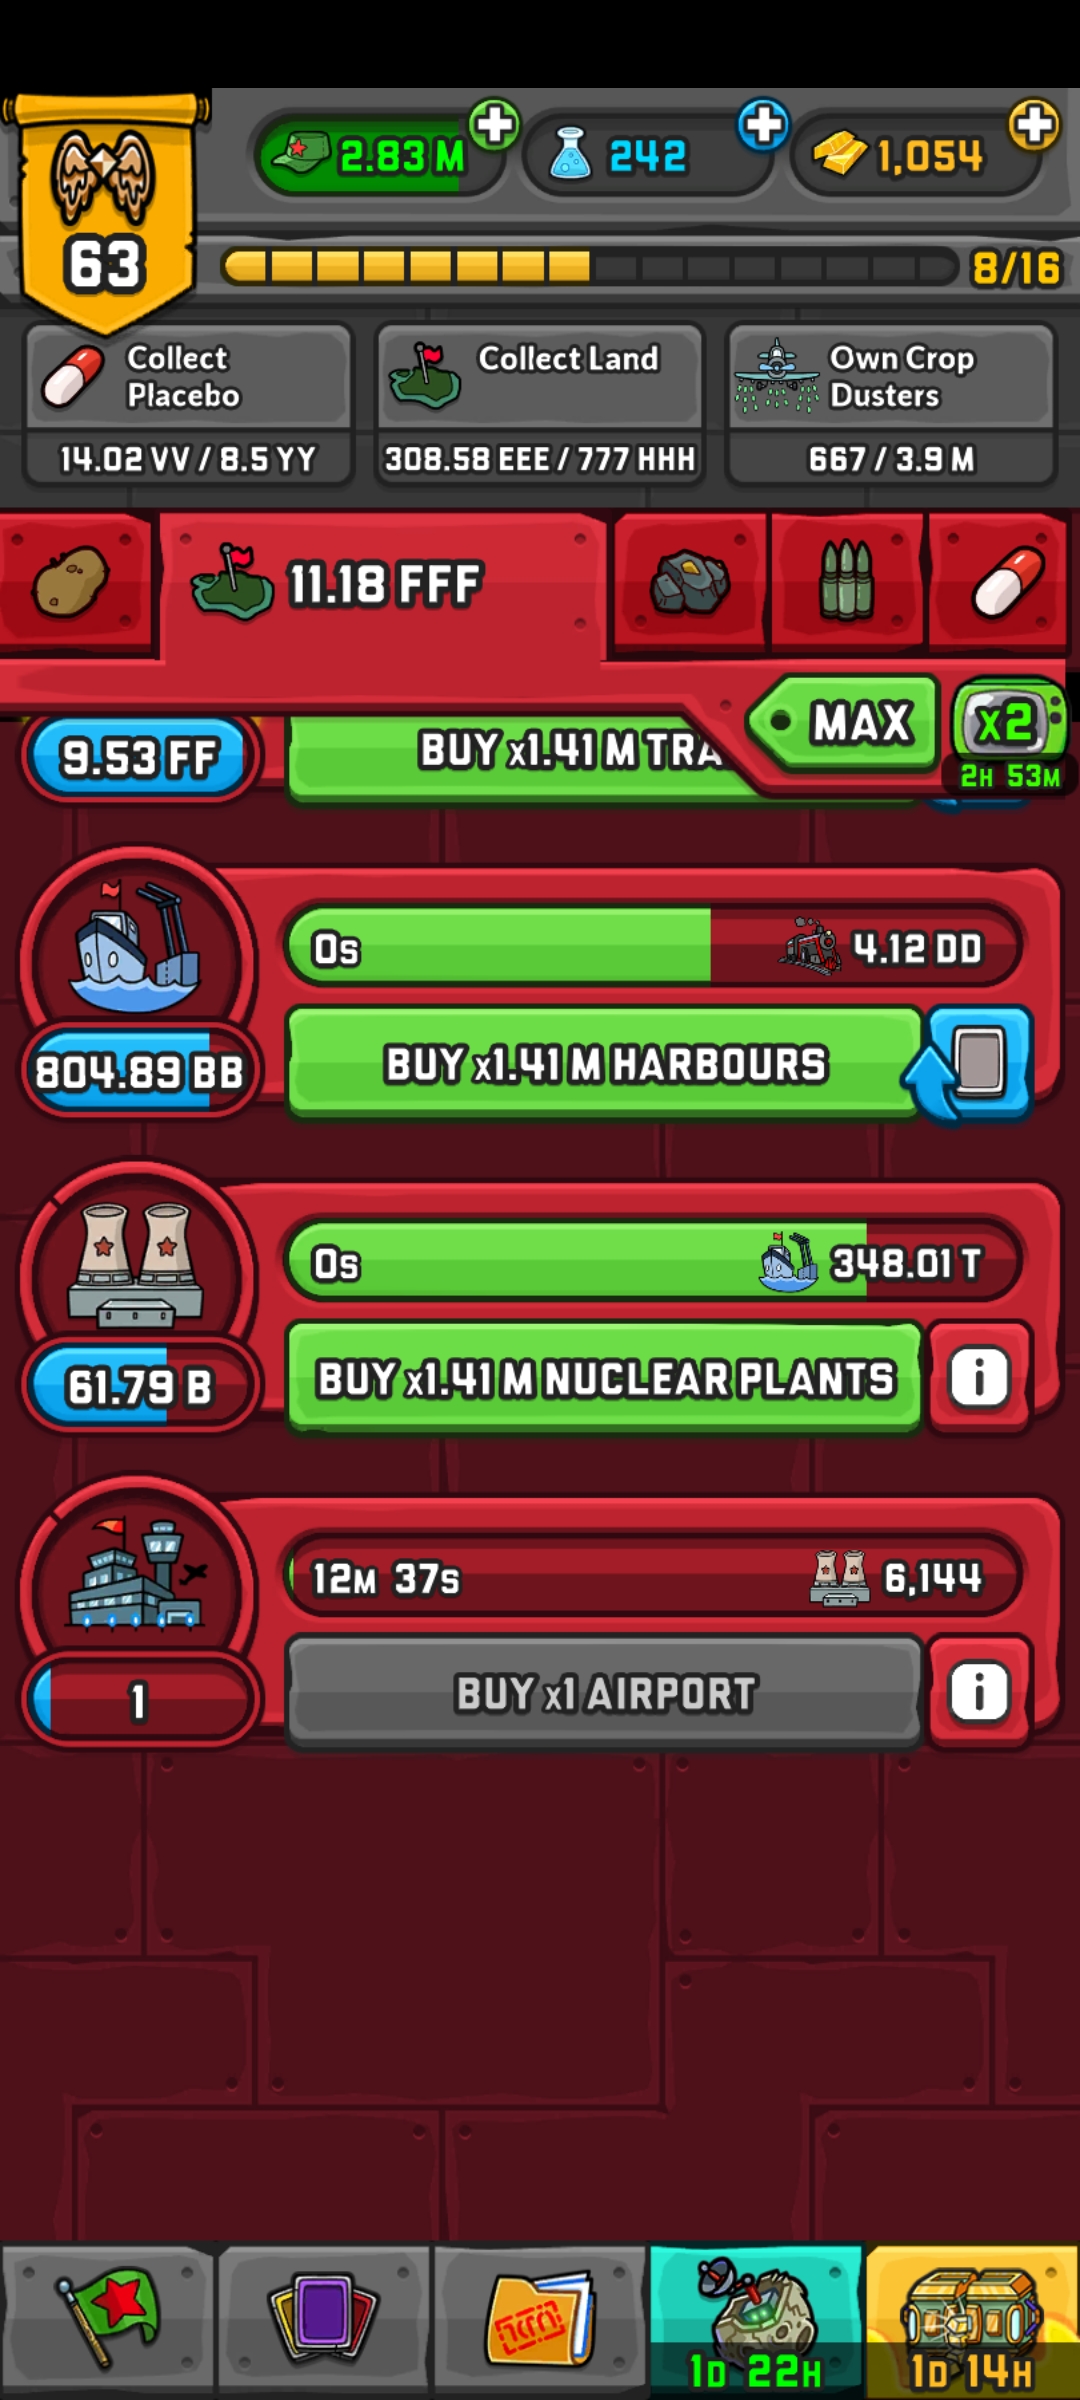 2.83 M
242
1,054
63
8/16
Collect
Placebo
14.02 VV / 8.5 YY
Collect Land
308.58 EEE / 777 HHH
Own Crop
Dusters
667 / 3.9 M
11.18 FFF
MAX
x2
2H 53M
9.53 FF
BUY x1.41 M TRA
0s
4.12 DD
804.89 BB
BUY x1.41 M HARBOURS
0s
348.01 T
61.79 B
BUY x1.41 M NUCLEAR PLANTS
i
12M 37s
6,144
1
BUY x1 AIRPORT
i
1D 22H
1D 14H